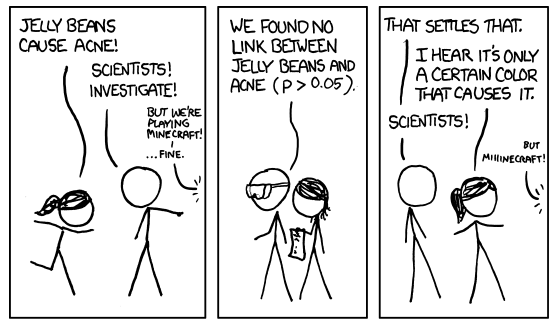 JELLY BEANS
CAUSE ACNE!
SCIENTISTS!
INVESTIGATE!
BUT WE'RE
PLAYING
MINECRAFT!
...FINE.
WE FOUND NO
LINK BETWEEN
JELLY BEANS AND
ACNE (P > 0.05).
THAT SETTLES THAT.
I HEAR IT'S ONLY
A CERTAIN COLOR
THAT CAUSES IT.
SCIENTISTS!
BUT
MIIIINECRAFT!